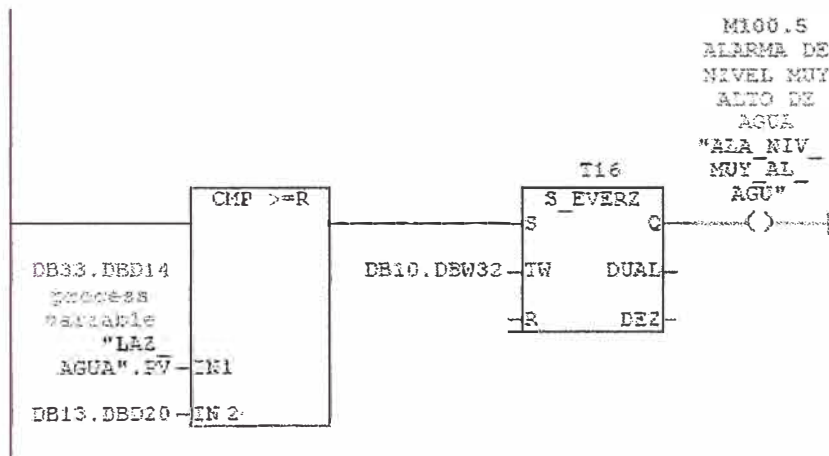 M100.5
ALARMA DE
NIVEL MUY
ALTO DE
AGUA
"ALA_NIV_
MUY_AL_
AGU"
T16
CMP >=R
S_EVERZ
S
Q
DB33.DBD14
process
variable
"LAZ_
AGUA".PV
IN1
DB10.DBW32
TW
DUAL
R
DEZ
DB13.DBD20
IN2